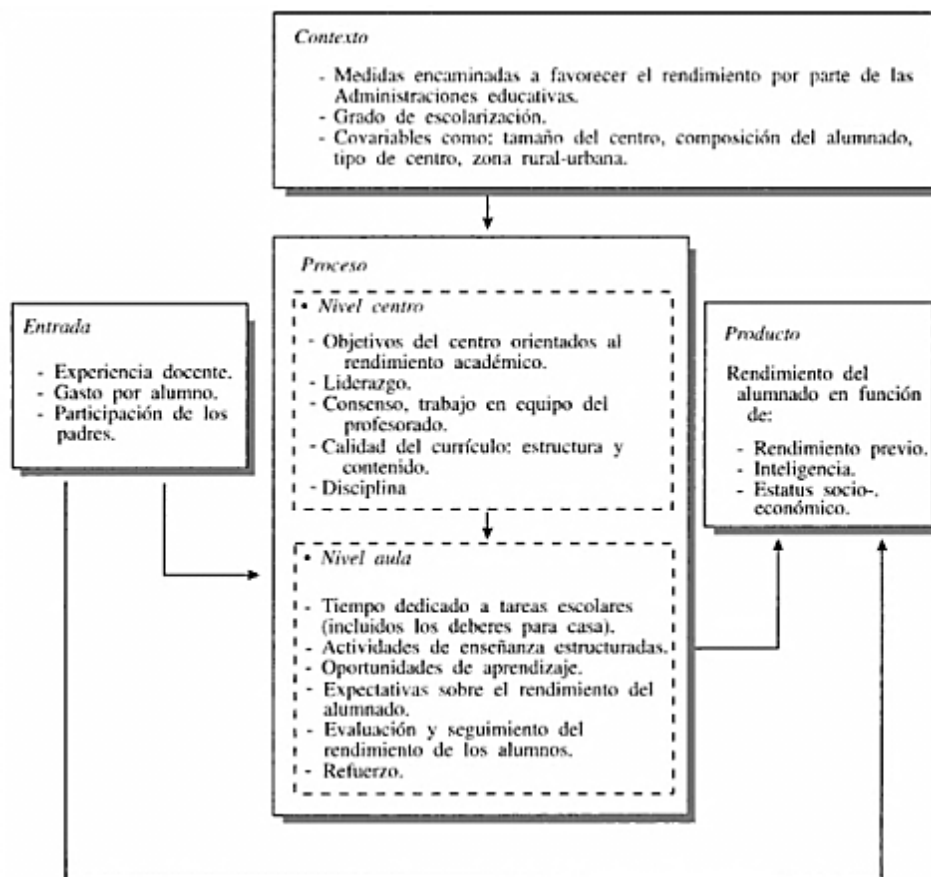 Contexto
- Medidas encaminadas a favorecer el rendimiento por parte de las
Administraciones educativas.
- Grado de escolarización.
- Covariables como: tamaño del centro, composición del alumnado,
tipo de centro, zona rural-urbana.
Proceso
• Nivel centro
- Objetivos del centro orientados al
rendimiento académico.
- Liderazgo.
- Consenso, trabajo en equipo del
profesorado.
- Calidad del currículo: estructura y
contenido.
- Disciplina
Entrada
- Experiencia docente.
- Gasto por alumno.
- Participación de los
padres.
Producto
Rendimiento del
alumnado en función
de:
- Rendimiento previo.
- Inteligencia.
- Estatus socio-.
económico.
• Nivel aula
- Tiempo dedicado a tareas escolares
(incluidos los deberes para casa).
- Actividades de enseñanza estructuradas.
- Oportunidades de aprendizaje.
- Expectativas sobre el rendimiento del
alumnado.
- Evaluación y seguimiento del
rendimiento de los alumnos.
- Refuerzo.